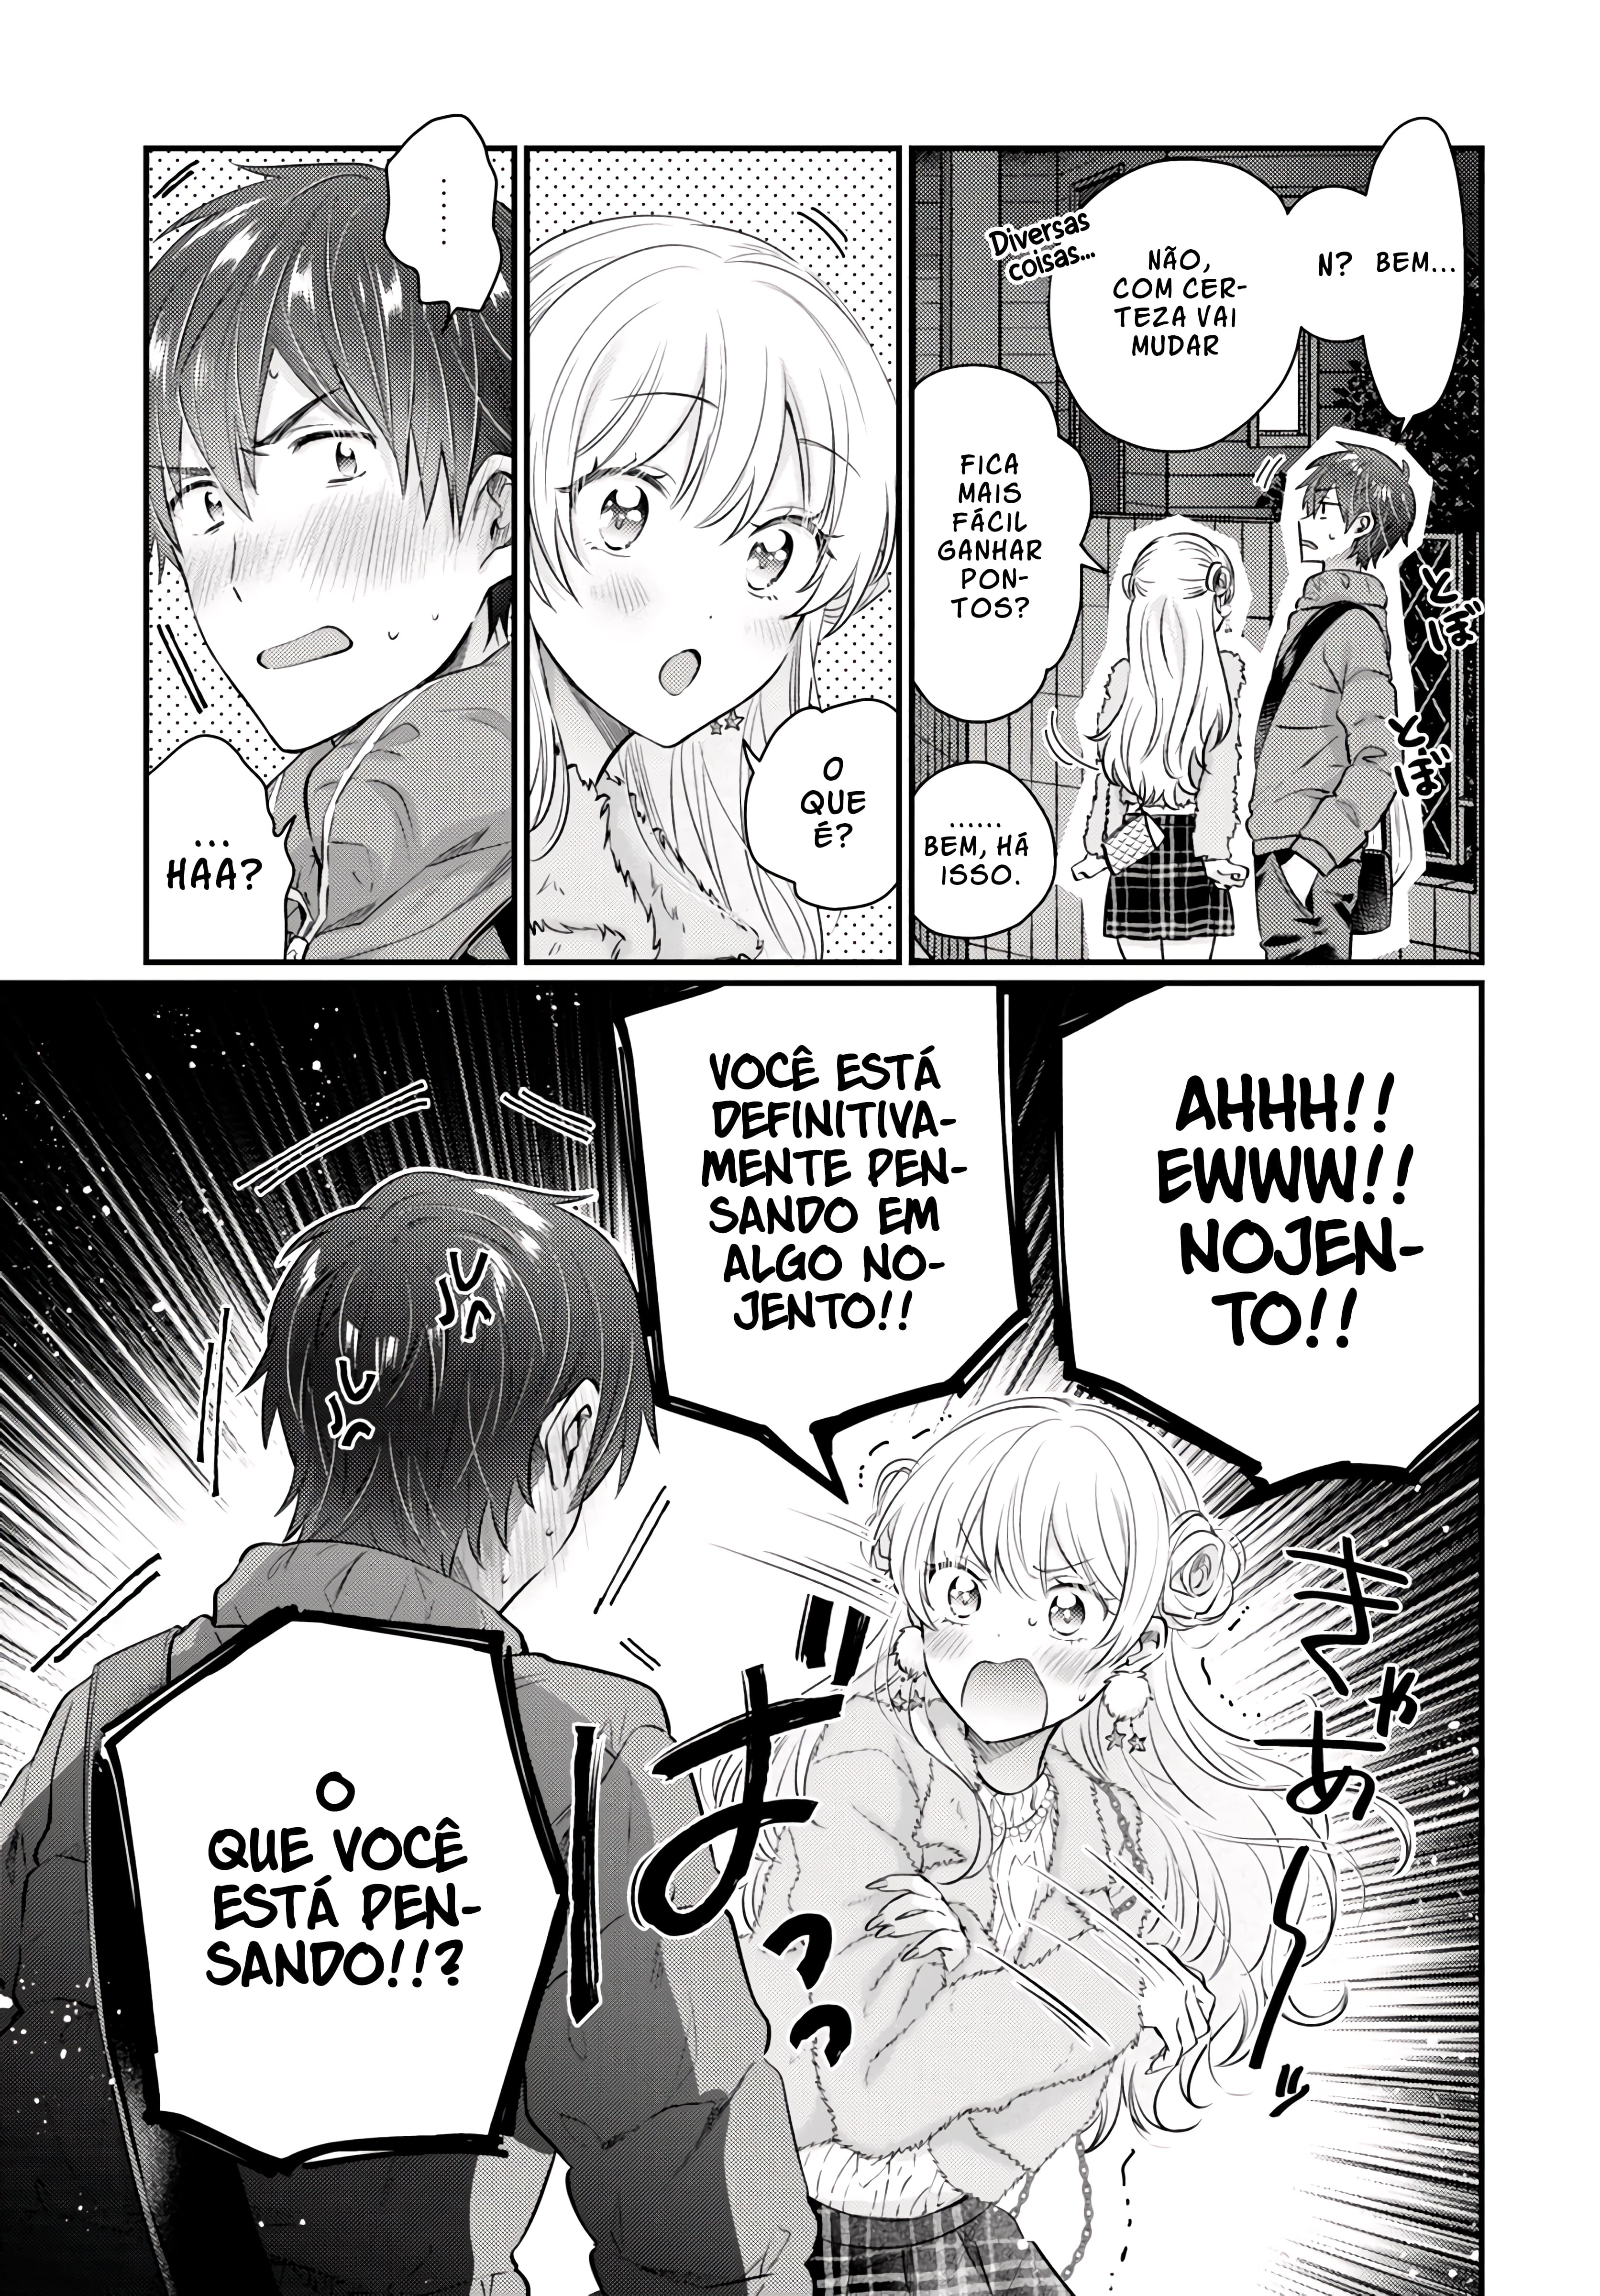 BEM...
N?
NÃO,
COM CER-
TEZA VAI
MUDAR
Diversas
coisas...
FICA
MAIS
FÁCIL
GANHAR
PON-
TOS?
......
BEM, HÁ
ISSO.
とぼ
とぼ
O
QUE
É?
......
...
HAA?
AHHH!!
EWWW!!
NOJEN-
TO!!
VOCÊ ESTÁ
DEFINITIVA-
MENTE PEN-
SANDO EM
ALGO NO-
JENTO!!
きゃあーッ
O
QUE VOCÊ
ESTÁ PEN-
SANDO!!?